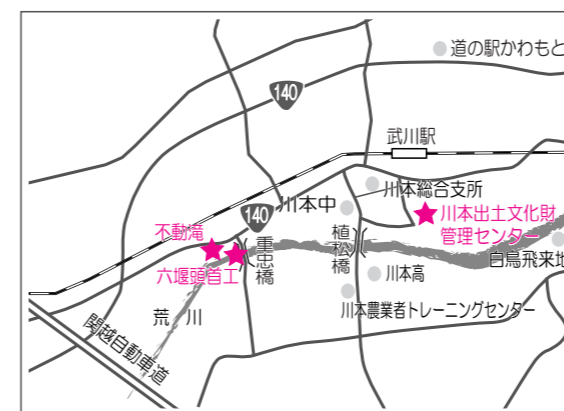 道の駅かわもと
140
武川駅
川本総合支所
川本中
140
川本出土文化財
管理センター
不動滝
重忠橋
植松橋
白鳥飛来地
六堰頭首工
川本高
川本農業者トレーニングセンター
荒川
関越自動車道